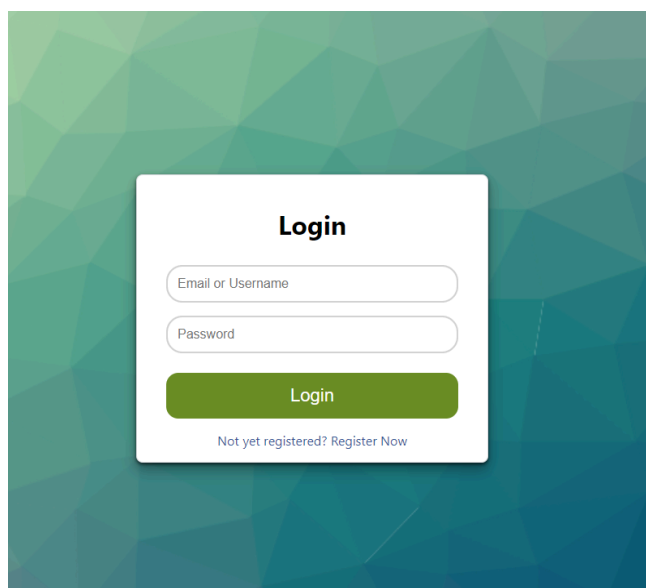 Login
Email or Username
Password
Login
Not yet registered? Register Now